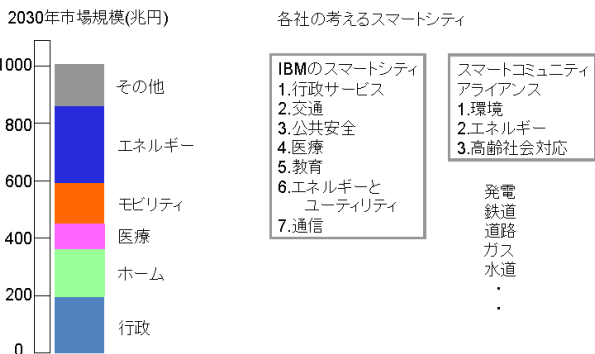 2030年市場規模(兆円)
1000
800
600
400
200
0
その他
エネルギー
モビリティ
医療
ホーム
行政
各社の考えるスマートシティ
IBMのスマートシティ
1.行政サービス
2.交通
3.公共安全
4.医療
5.教育
6.エネルギーと
ユーティリティ
7.通信
スマートコミュニティ
アライアンス
1.環境
2.エネルギー
3.高齢社会対応
発電
鉄道
道路
ガス
水道
・
・